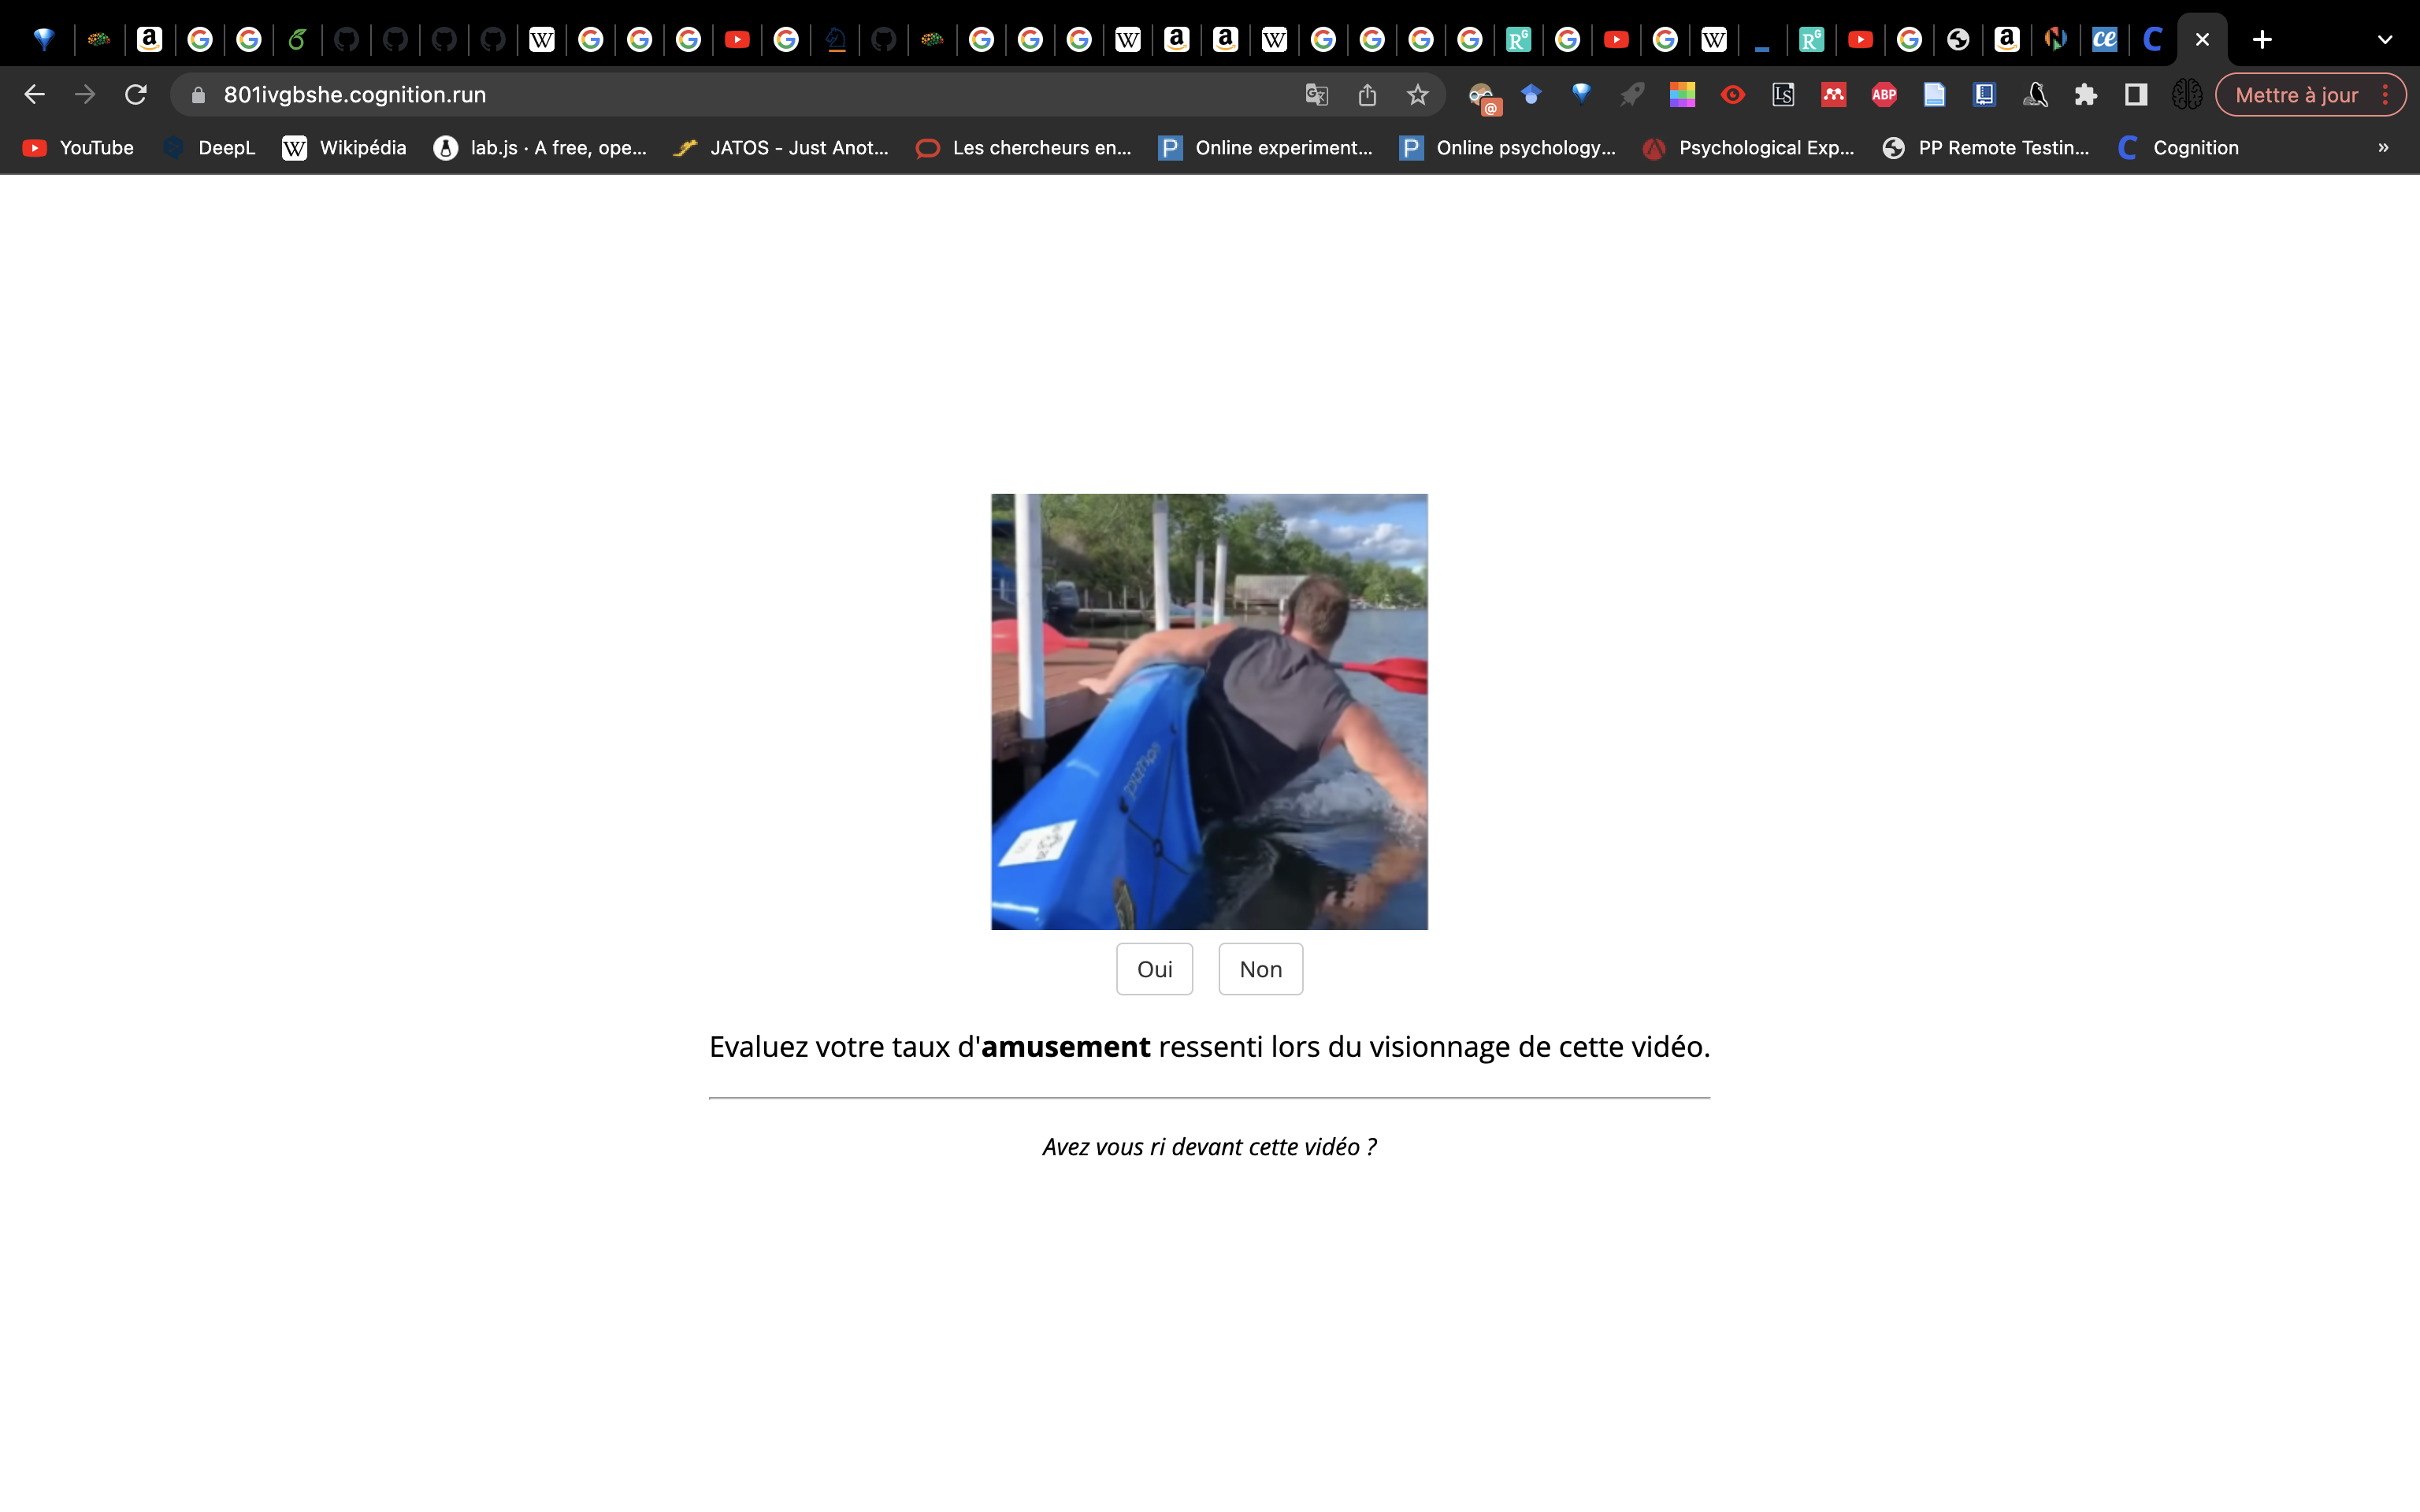 801ivgbshe.cognition.run
Mettre à jour
YouTube
DeepL
Wikipédia
lab.js · A free, ope...
JATOS - Just Anot...
Les chercheurs en...
Online experiment...
Online psychology...
Psychological Exp...
PP Remote Testin...
Cognition
»
Oui
Non
Evaluez votre taux d'amusement ressenti lors du visionnage de cette vidéo.
Avez vous ri devant cette vidéo ?